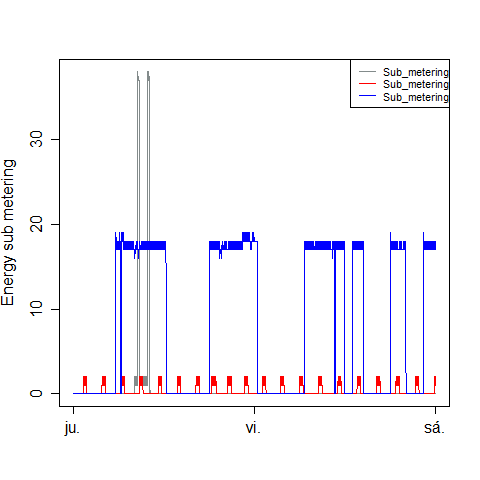 Sub_metering
Sub_metering
Sub_metering
Energy sub metering
30
20
10
0
ju.
vi.
sá.